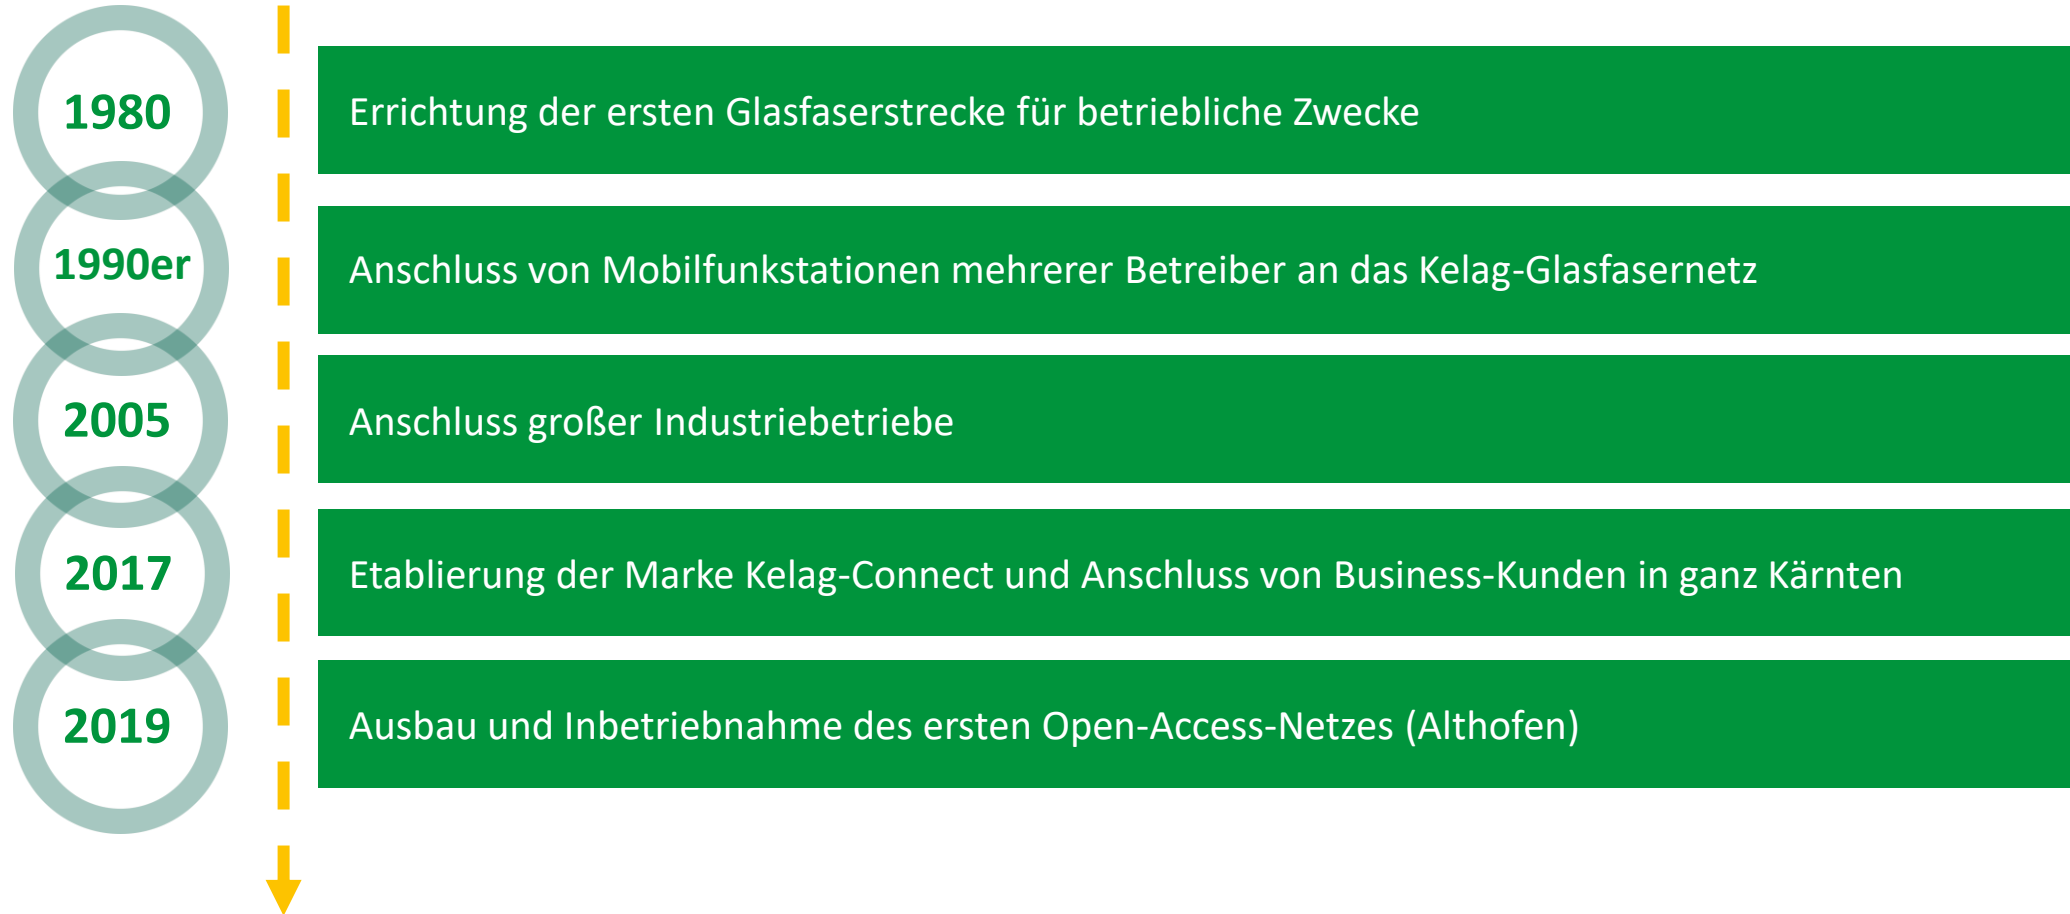 1980
Errichtung der ersten Glasfaserstrecke für betriebliche Zwecke
1990er
Anschluss von Mobilfunkstationen mehrerer Betreiber an das Kelag-Glasfasernetz
2005
Anschluss großer Industriebetriebe
2017
Etablierung der Marke Kelag-Connect und Anschluss von Business-Kunden in ganz Kärnten
2019
Ausbau und Inbetriebnahme des ersten Open-Access-Netzes (Althofen)